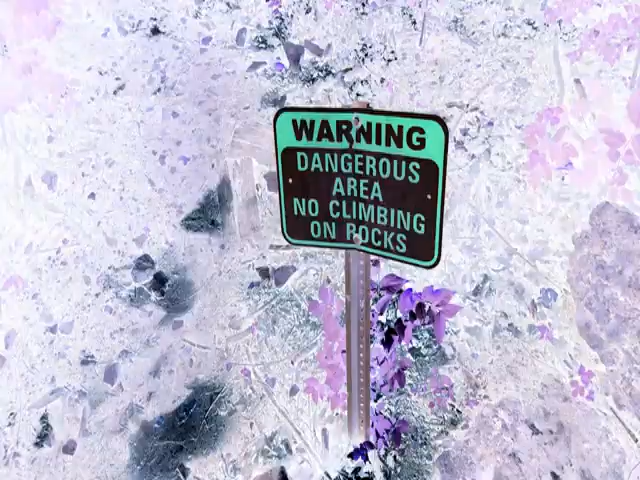 WARNING
DANGEROUS
AREA
NO CLIMBING
ON ROCKS